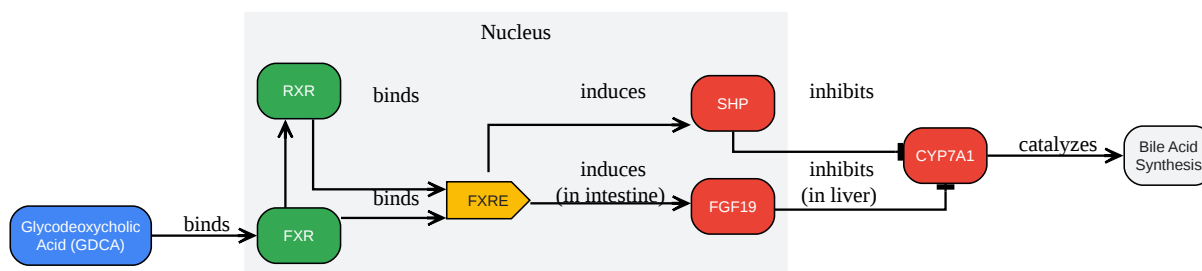 Nucleus
RXR
binds
induces
SHP
inhibits
CYP7A1
catalyzes
Bile Acid
Synthesis
induces
(in intestine)
inhibits
(in liver)
binds
FXRE
FGF19
Glycodeoxycholic
Acid (GDCA)
binds
FXR